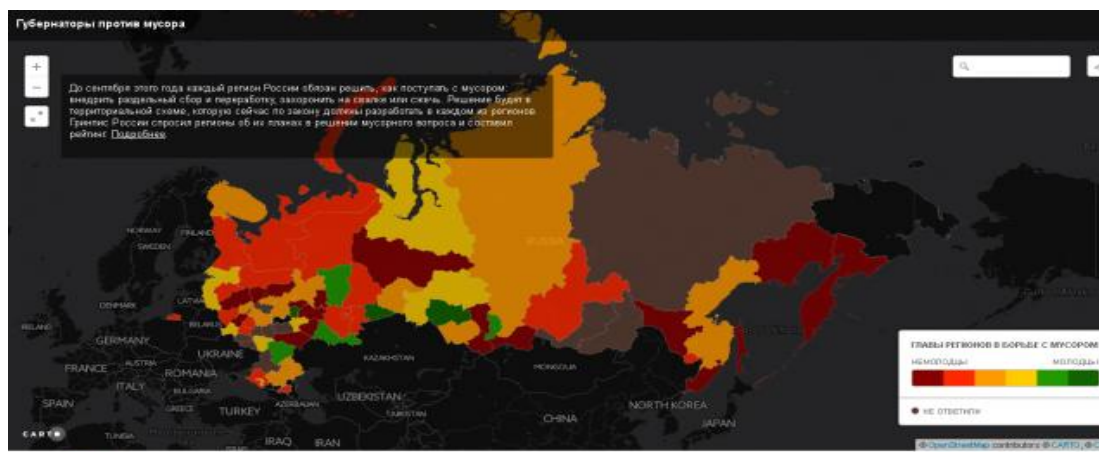 Губернаторы против мусора
+
−
До сентября этого года каждый регион России обязан решить, как поступать с мусором:
внедрить раздельный сбор и переработку, захоронить на свалке или сжечь. Решение будет в
территориальной схеме, которую сейчас по закону должны разработать в каждом из регионов.
Гринпис России спросил регионы об их планах в решении мусорного вопроса и составил
рейтинг. Подробнее.
NORWAY
FINLAND
SWEDEN
RUSSIA
DENMARK
LATVIA
IRELAND
BELARUS
GERMANY
UKRAINE
KAZAKHSTAN
FRANCE
AUSTRIA
ROMANIA
MONGOLIA
ITALY
BULGARIA
UZBEKISTAN
SPAIN
GREECE
TURKEY
AZERBAIJAN
TAJIKISTAN
NORTH KOREA
CHINA
JAPAN
TUNISIA
IRAQ
IRAN
CARTO
ГЛАВЫ РЕГИОНОВ В БОРЬБЕ С МУСОРОМ
НЕМОЛОДЦЫ МОЛОДЦЫ
НЕ ОТВЕТИЛИ
© OpenStreetMap contributors © CARTO, ©